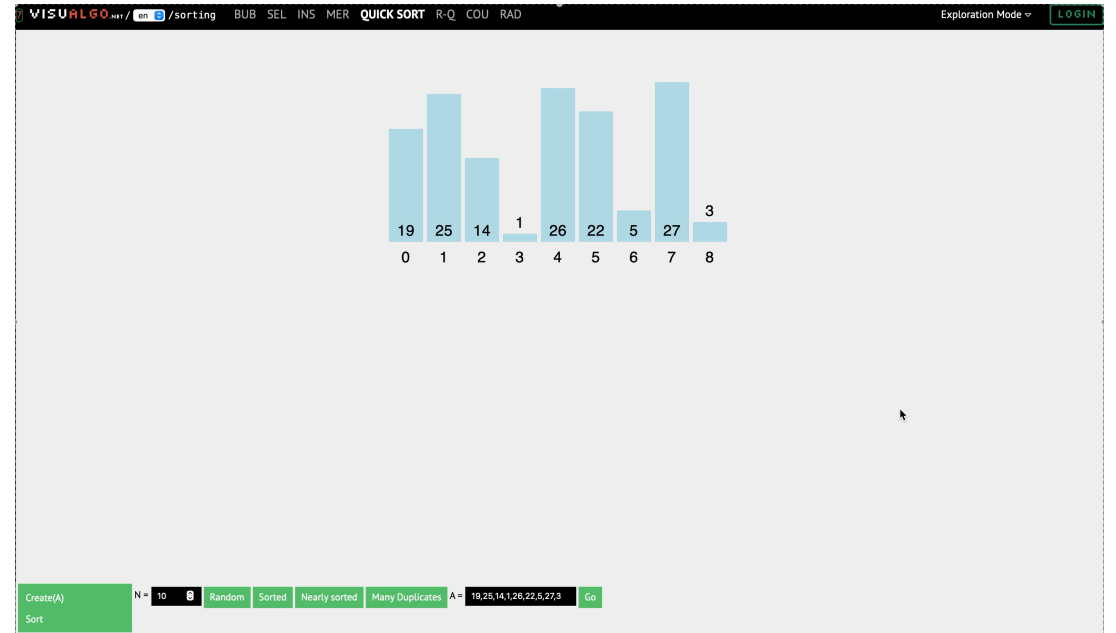 7 VISUALGO.NET / en /sorting BUB SEL INS MER QUICK SORT R-Q COU RAD Exploration Mode ▿ LOGIN
3
1
19 25 14 26 22 5 27
0 1 2 3 4 5 6 7 8
Create(A) N = 10 Random Sorted Nearly sorted Many Duplicates A = 19,25,14,1,26,22,5,27,3 Go
Sort